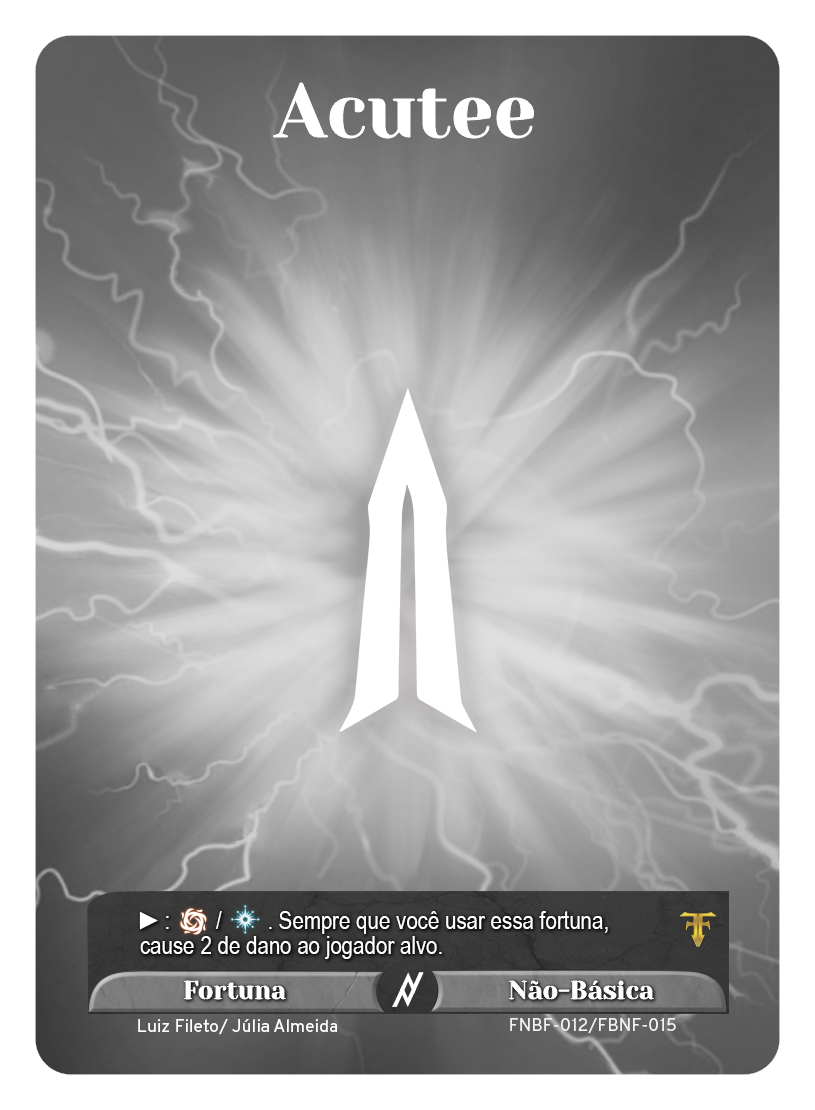 Acutee
▶ : / . Sempre que você usar essa fortuna,
cause 2 de dano ao jogador alvo.
Fortuna
Não-Básica
Luiz Fileto/ Júlia Almeida
FNBF-012/FBNF-015